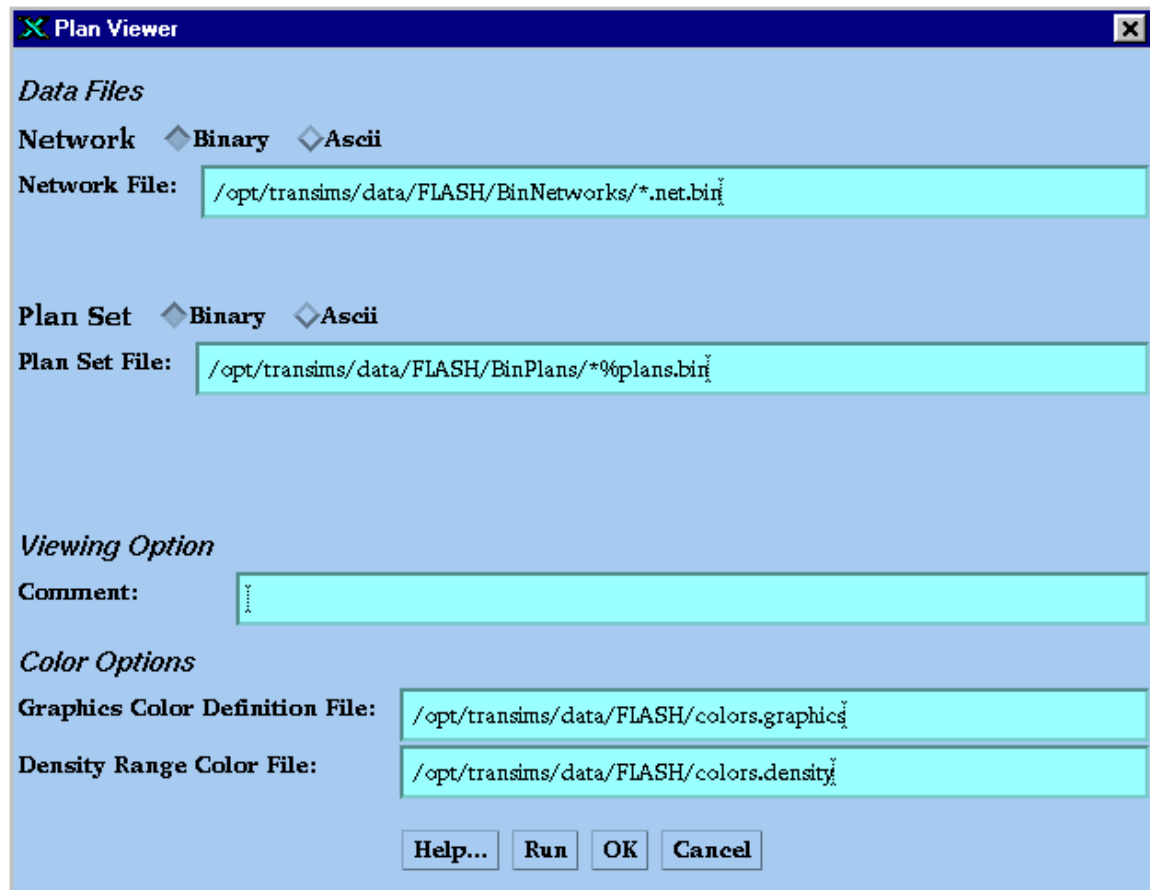 Plan Viewer
Data Files
Network Binary Ascii
Network File: /opt/transims/data/FLASH/BinNetworks/*.net.bin
Plan Set Binary Ascii
Plan Set File: /opt/transims/data/FLASH/BinPlans/*%plans.bin
Viewing Option
Comment:
Color Options
Graphics Color Definition File: /opt/transims/data/FLASH/colors.graphics
Density Range Color File: /opt/transims/data/FLASH/colors.density
Help... Run OK Cancel